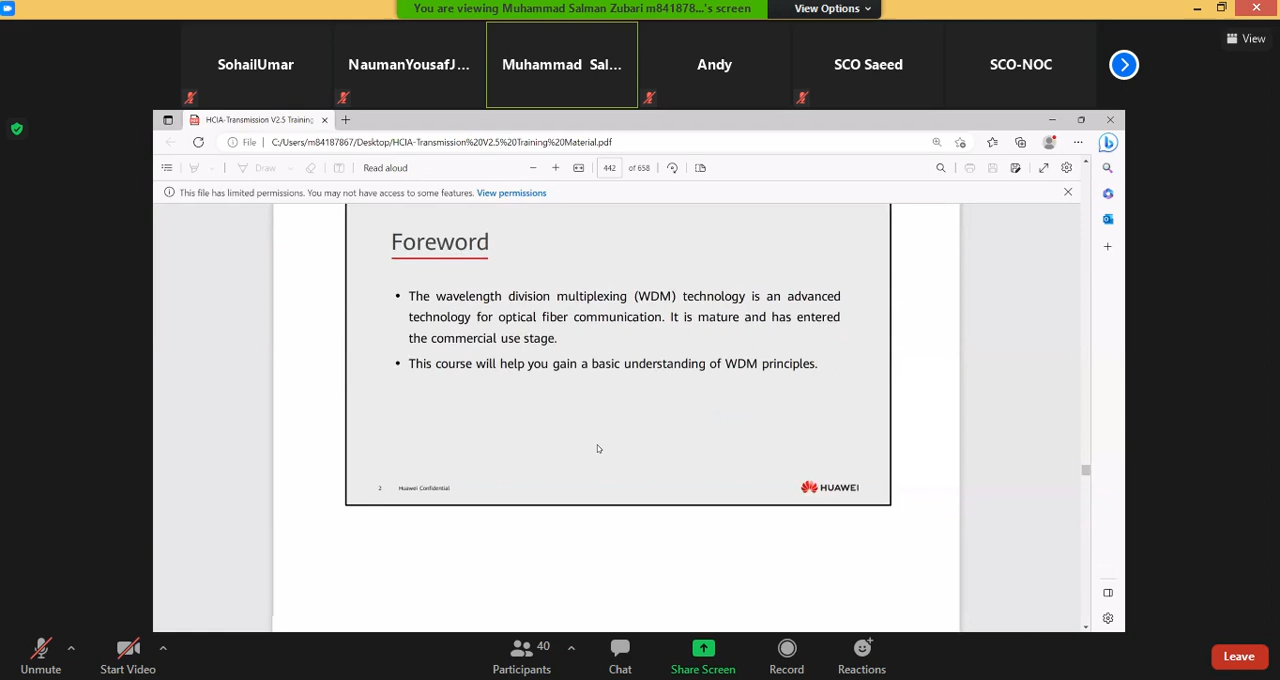 You are viewing Muhammad Salman Zubari m841878...'s screen
View Options
View
SohailUmar
NaumanYousafJ...
Muhammad Sal...
Andy
SCO Saeed
SCO-NOC
HCIA-Transmission V2.5 Training
File
C:/Users/m84187867/Desktop/HCIA-Transmission%20V2.5%20Training%20Material.pdf
Draw
Read aloud
442
of 658
This file has limited permissions. You may not have access to some features. View permissions
Foreword
• The wavelength division multiplexing (WDM) technology is an advanced
technology for optical fiber communication. It is mature and has entered
the commercial use stage.
• This course will help you gain a basic understanding of WDM principles.
2
Huawei Confidential
HUAWEI
Unmute
Start Video
Participants
40
Chat
Share Screen
Record
Reactions
Leave